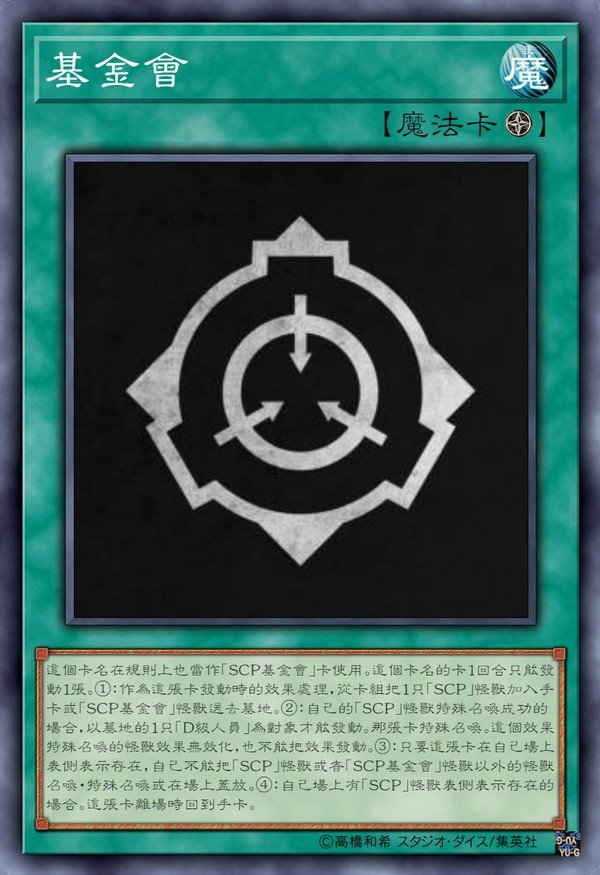 基金會
魔
【魔法卡】
這個卡名在規則上也當作「SCP基金會」卡使用。這個卡名的卡1回合只能發
動1張。①:作為這張卡發動時的效果處理,從卡組把1只「SCP」怪獸加入手
卡或「SCP基金會」怪獸送去墓地。②:自己的「SCP」怪獸特殊召喚成功的
場合,以墓地的1只「D級人員」為對象才能發動。那張卡特殊召喚。這個效果
特殊召喚的怪獸效果無效化,也不能把效果發動。③:只要這張卡在自己場上
表側表示存在,自己不能把「SCP」怪獸或者「SCP基金會」怪獸以外的怪獸
召喚・特殊召喚或在場上蓋放。④:自己場上有「SCP」怪獸表側表示存在的
場合。這張卡離場時回到手卡。
©高橋和希 スタジオ・ダイス/集英社
YU-G